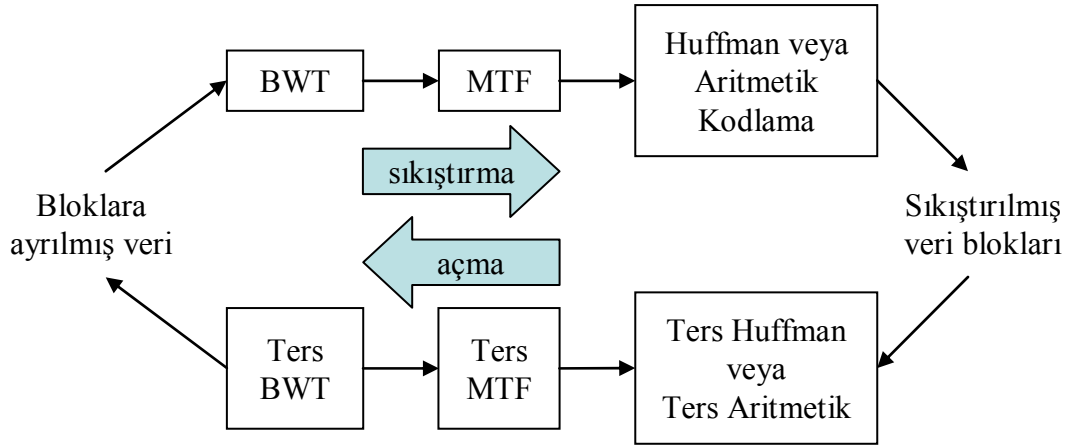 BWT
MTF
Huffman veya
Aritmetik
Kodlama
sıkıştırma
Bloklara
ayrılmış veri
Sıkıştırılmış
veri blokları
açma
Ters
BWT
Ters
MTF
Ters Huffman
veya
Ters Aritmetik